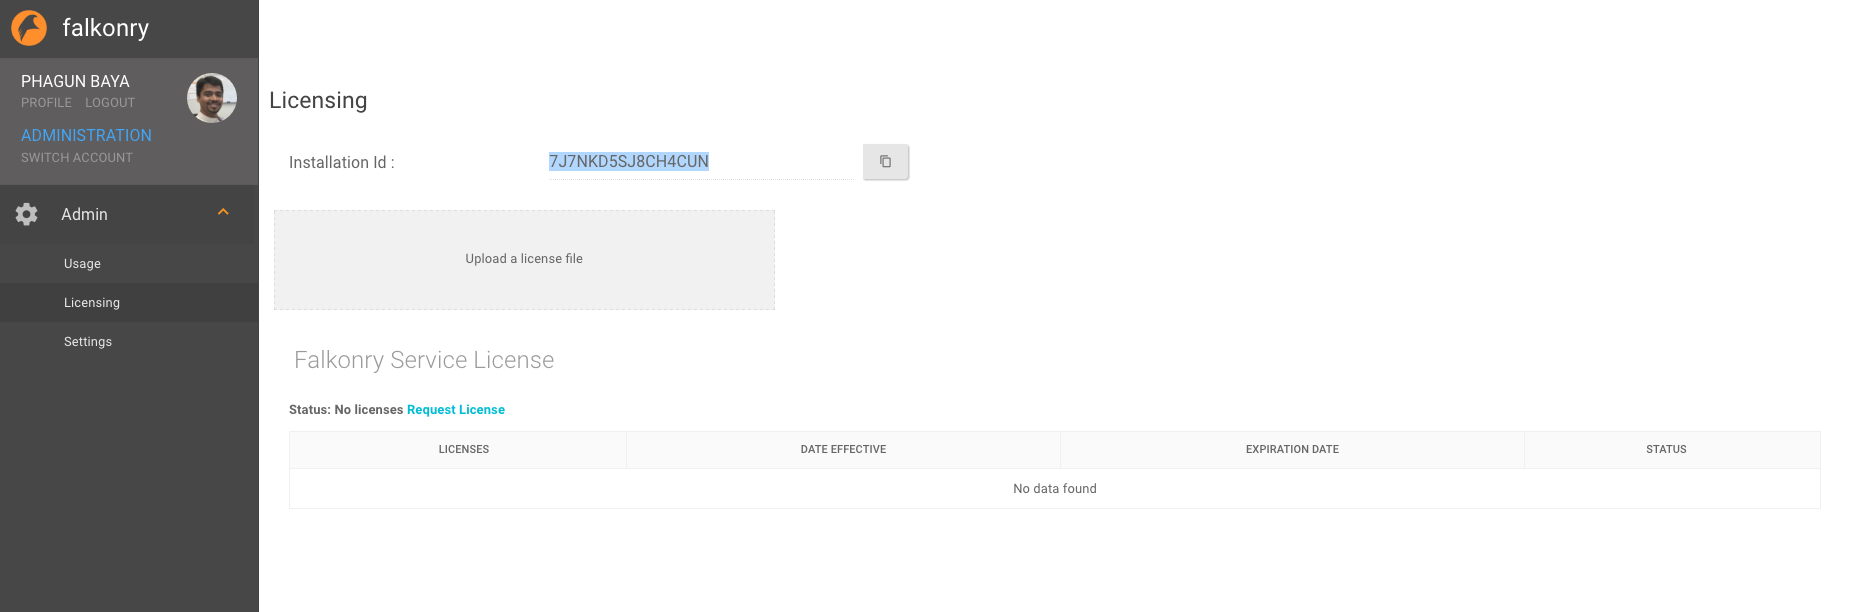 falkonry
PHAGUN BAYA
PROFILE LOGOUT
ADMINISTRATION
SWITCH ACCOUNT
Admin
Usage
Licensing
Settings
Licensing
Installation Id : 7J7NKD5SJ8CH4CUN
Upload a license file
Falkonry Service License
Status: No licenses Request License
LICENSES DATE EFFECTIVE EXPIRATION DATE STATUS
No data found